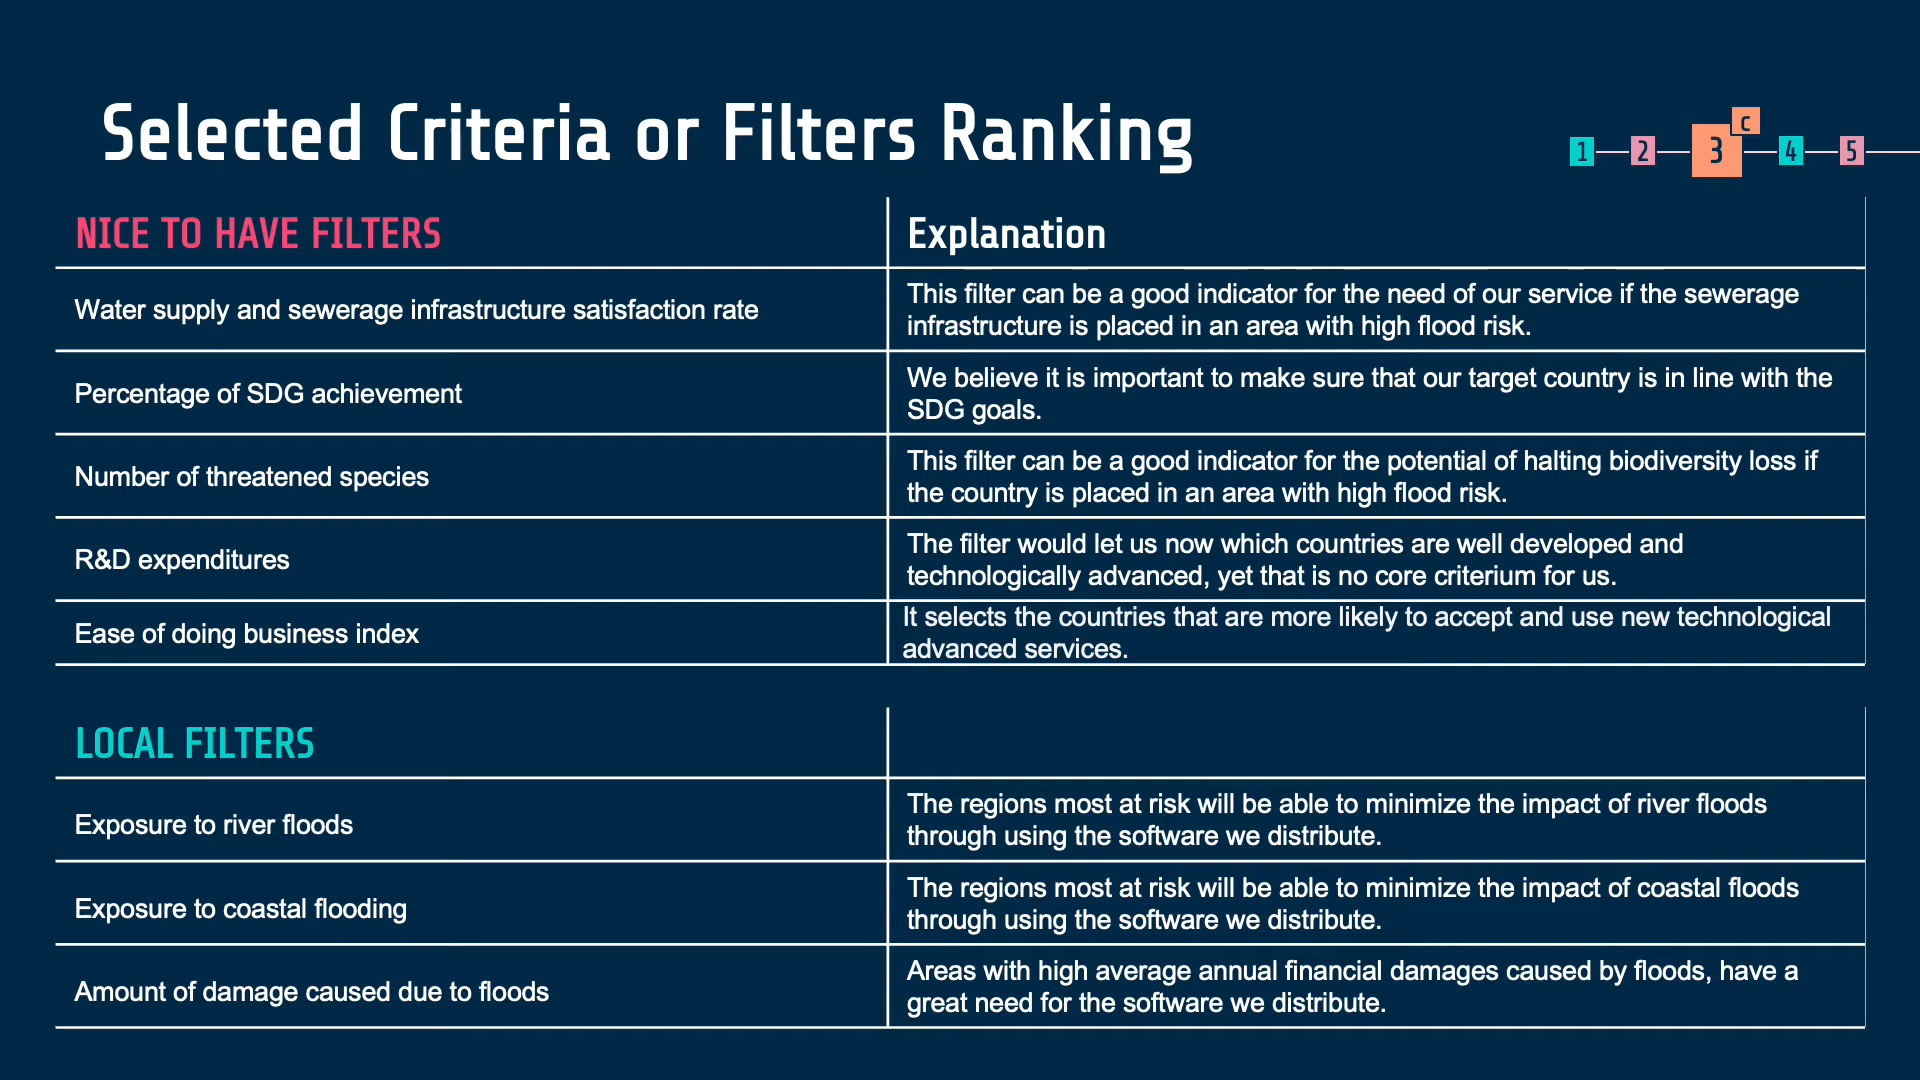 Selected Criteria or Filters Ranking
1
2
3
C
4
5
NICE TO HAVE FILTERS
Explanation
Water supply and sewerage infrastructure satisfaction rate
This filter can be a good indicator for the need of our service if the sewerage
infrastructure is placed in an area with high flood risk.
Percentage of SDG achievement
We believe it is important to make sure that our target country is in line with the
SDG goals.
Number of threatened species
This filter can be a good indicator for the potential of halting biodiversity loss if
the country is placed in an area with high flood risk.
R&D expenditures
The filter would let us now which countries are well developed and
technologically advanced, yet that is no core criterium for us.
Ease of doing business index
It selects the countries that are more likely to accept and use new technological
advanced services.
LOCAL FILTERS
Exposure to river floods
The regions most at risk will be able to minimize the impact of river floods
through using the software we distribute.
Exposure to coastal flooding
The regions most at risk will be able to minimize the impact of coastal floods
through using the software we distribute.
Amount of damage caused due to floods
Areas with high average annual financial damages caused by floods, have a
great need for the software we distribute.